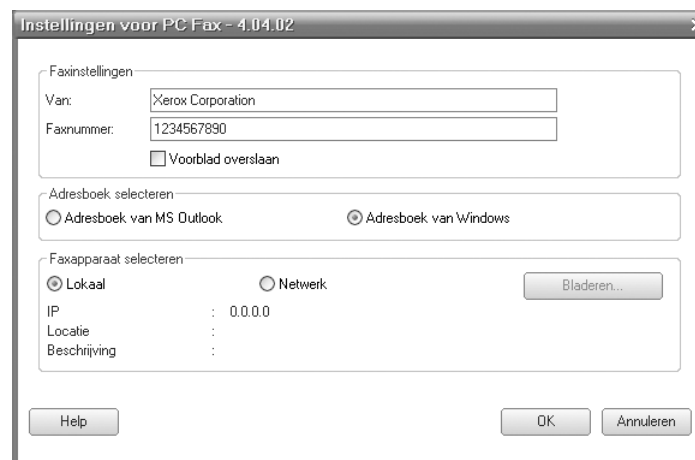 Instellingen voor PC Fax - 4.04.02
Faxinstellingen
Van: Xerox Corporation
Faxnummer: 1234567890
Voorblad overslaan
Adresboek selecteren
Adresboek van MS Outlook Adresboek van Windows
Faxapparaat selecteren
Lokaal Netwerk Bladeren...
IP : 0.0.0.0
Locatie :
Beschrijving :
Help OK Annuleren